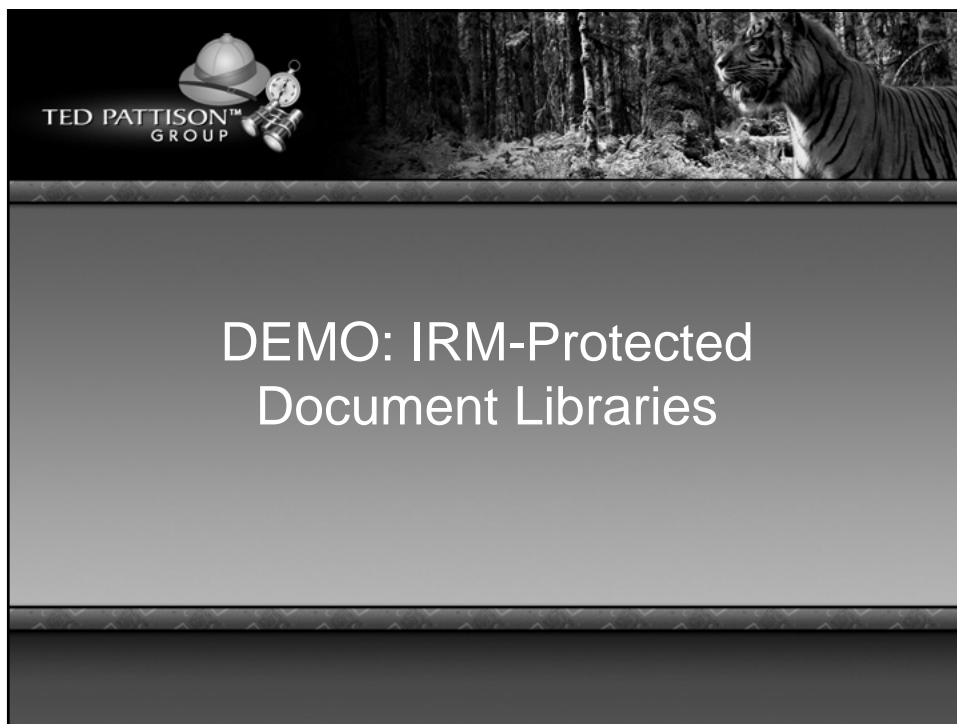 TED PATTISON™
GROUP
DEMO: IRM-Protected
Document Libraries